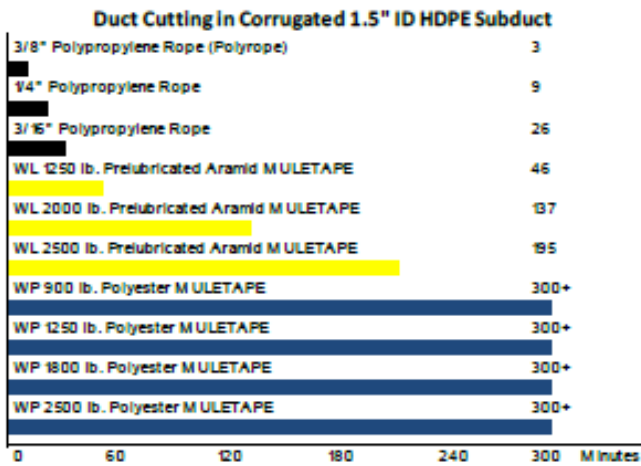 Duct Cutting in Corrugated 1.5" ID HDPE Subduct
3/8" Polypropylene Rope (Polyrope) 3
1/4" Polypropylene Rope 9
3/16" Polypropylene Rope 26
WL 1250 lb. Prelubricated Aramid MULETAPE 46
WL 2000 lb. Prelubricated Aramid MULETAPE 137
WL 2500 lb. Prelubricated Aramid MULETAPE 195
WP 900 lb. Polyester MULETAPE 300+
WP 1250 lb. Polyester MULETAPE 300+
WP 1800 lb. Polyester MULETAPE 300+
WP 2500 lb. Polyester MULETAPE 300+
0 60 120 180 240 300 Minutes